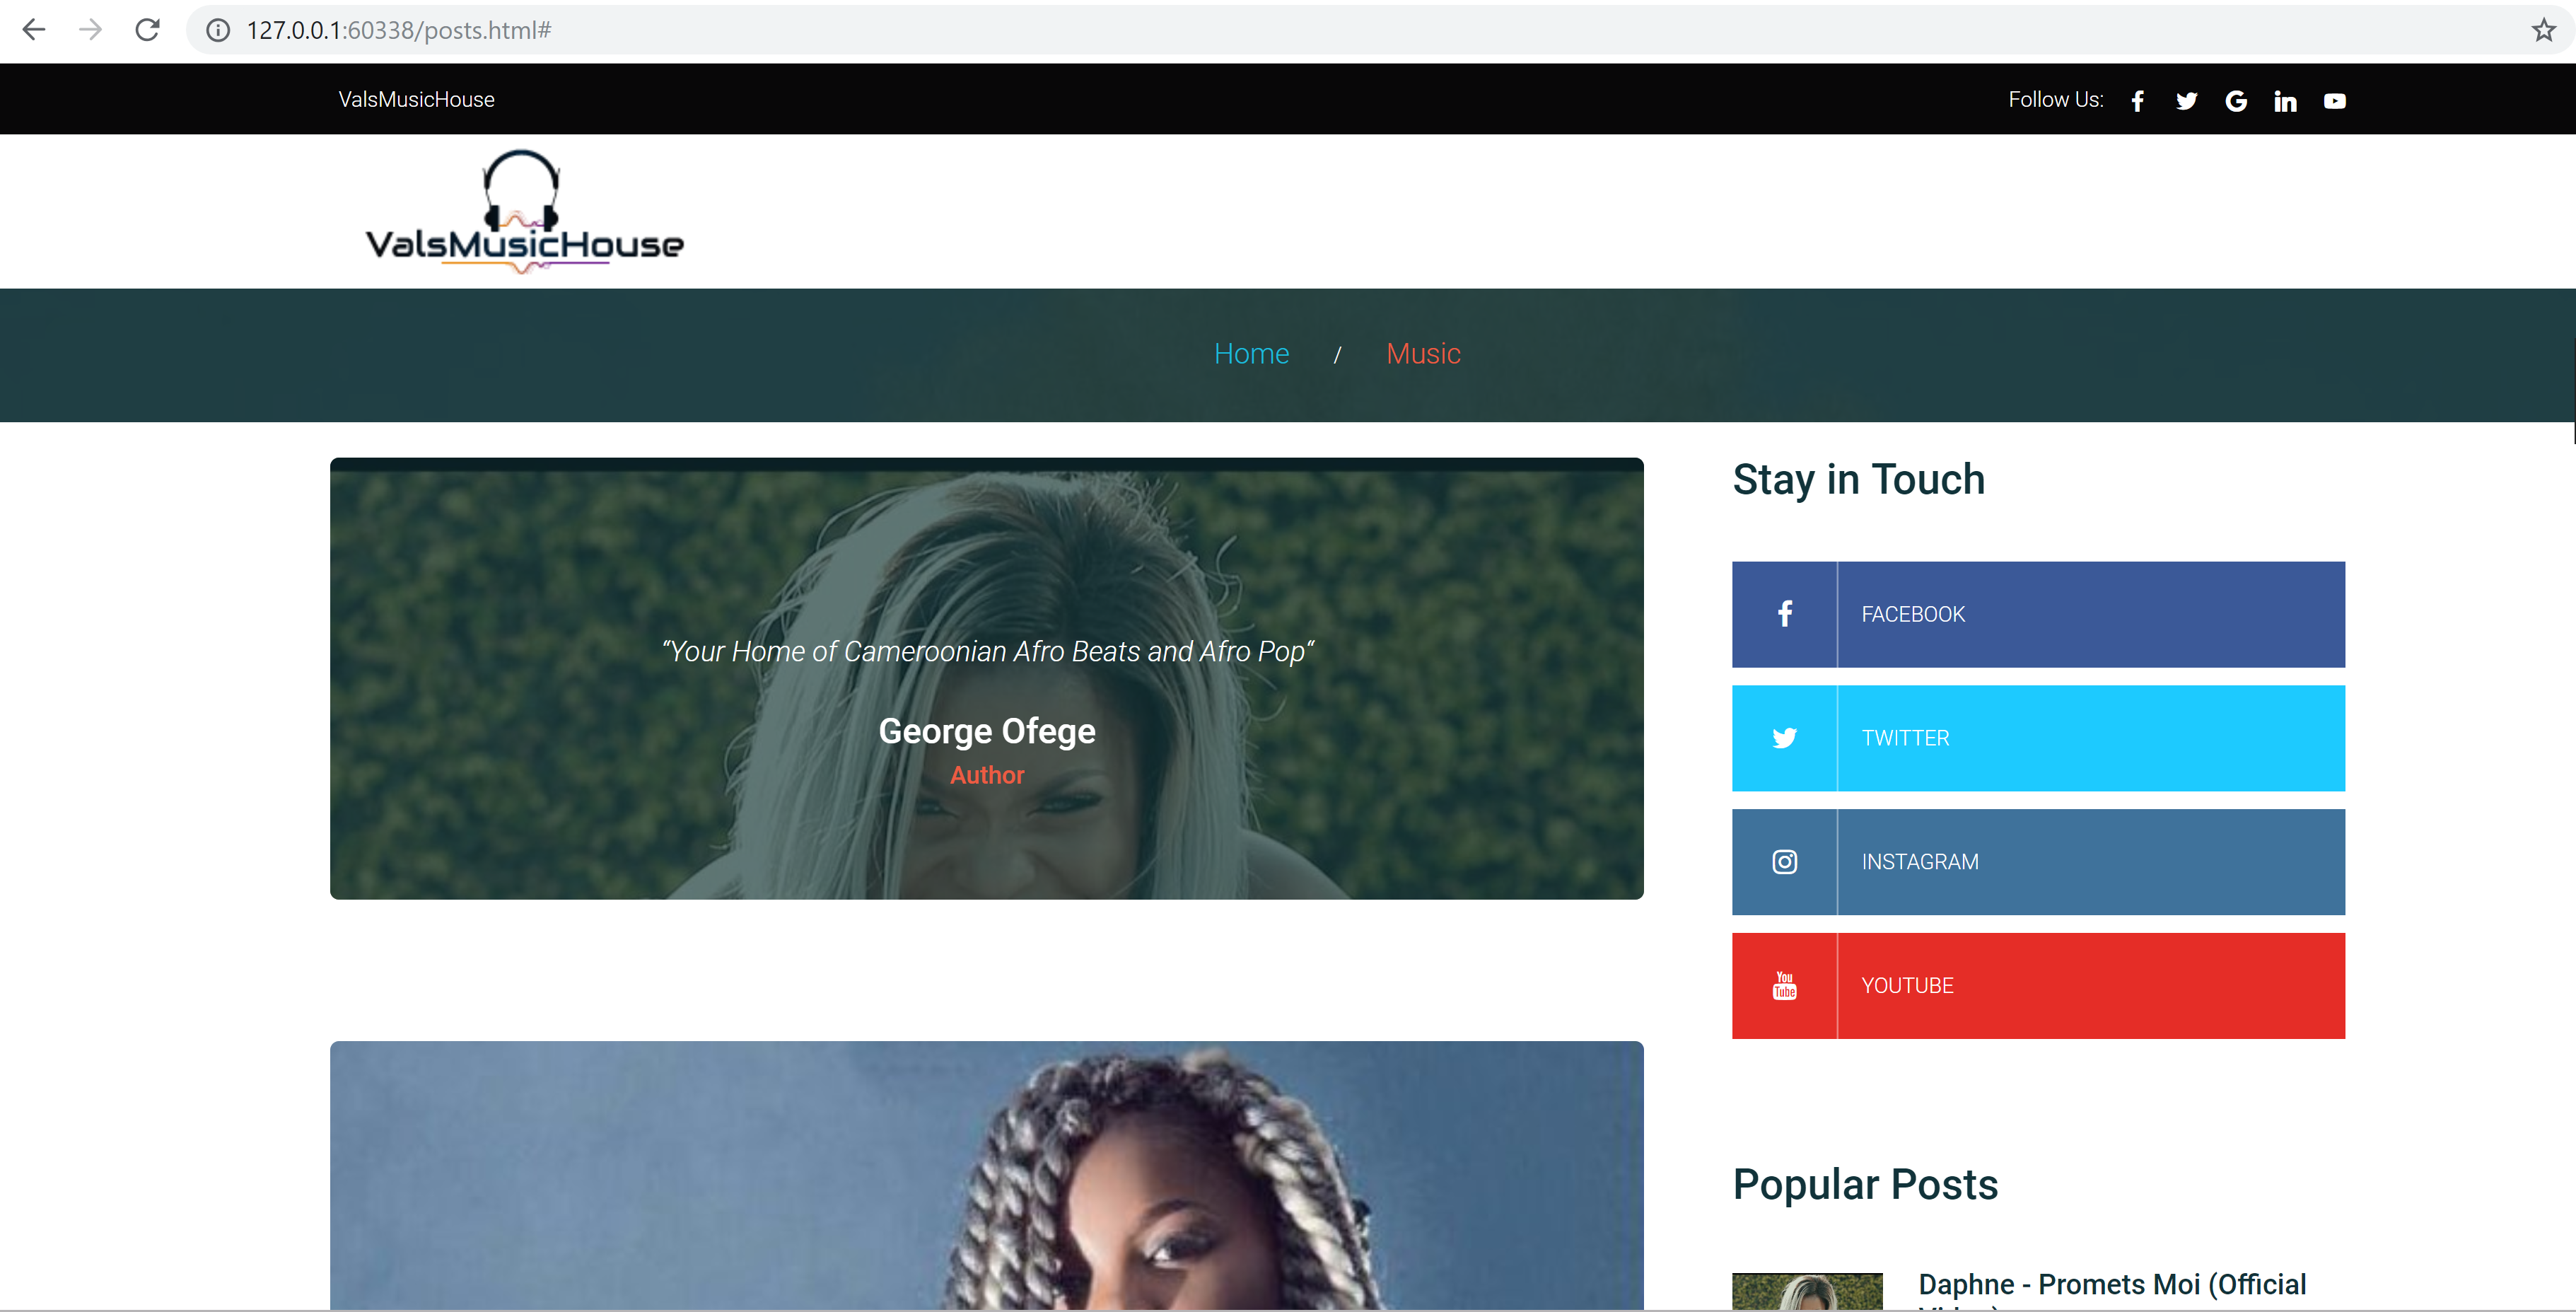 127.0.0.1:60338/posts.html#
ValsMusicHouse
Follow Us:
ValsMusicHouse
Home / Music
“Your Home of Cameroonian Afro Beats and Afro Pop“
George Ofege
Author
Stay in Touch
FACEBOOK
TWITTER
INSTAGRAM
You
Tube
YOUTUBE
Popular Posts
Daphne - Promets Moi (Official